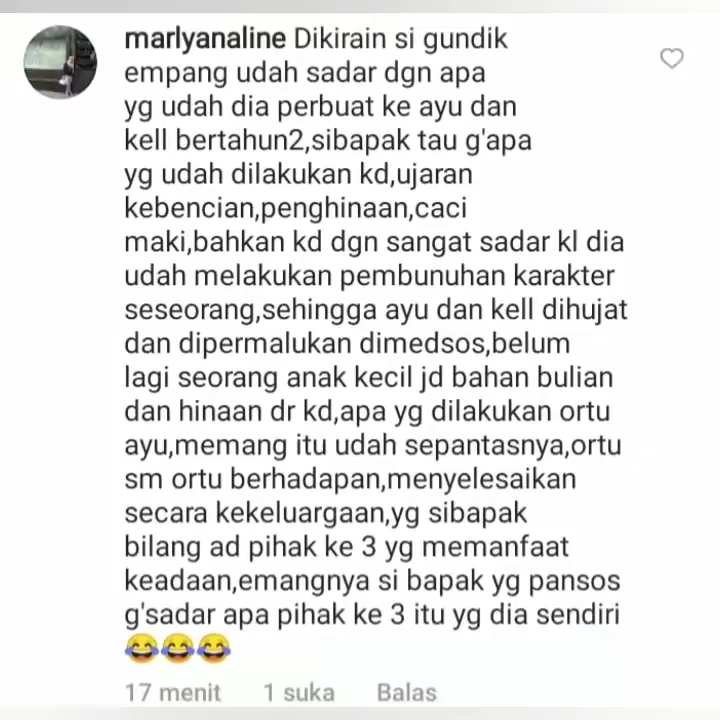 marlyanaline Dikirain si gundik
empang udah sadar dgn apa
yg udah dia perbuat ke ayu dan
kell bertahun2,sibapak tau g'apa
yg udah dilakukan kd,ujaran
kebencian,penghinaan,caci
maki,bahkan kd dgn sangat sadar kl dia
udah melakukan pembunuhan karakter
seseorang,sehingga ayu dan kell dihujat
dan dipermalukan dimedsos,belum
lagi seorang anak kecil jd bahan bulian
dan hinaan dr kd,apa yg dilakukan ortu
ayu,memang itu udah sepantasnya,ortu
sm ortu berhadapan,menyelesaikan
secara kekeluargaan,yg sibapak
bilang ad pihak ke 3 yg memanfaat
keadaan,emangnya si bapak yg pansos
g'sadar apa pihak ke 3 itu yg dia sendiri
😂😂😂
17 menit 1 suka Balas